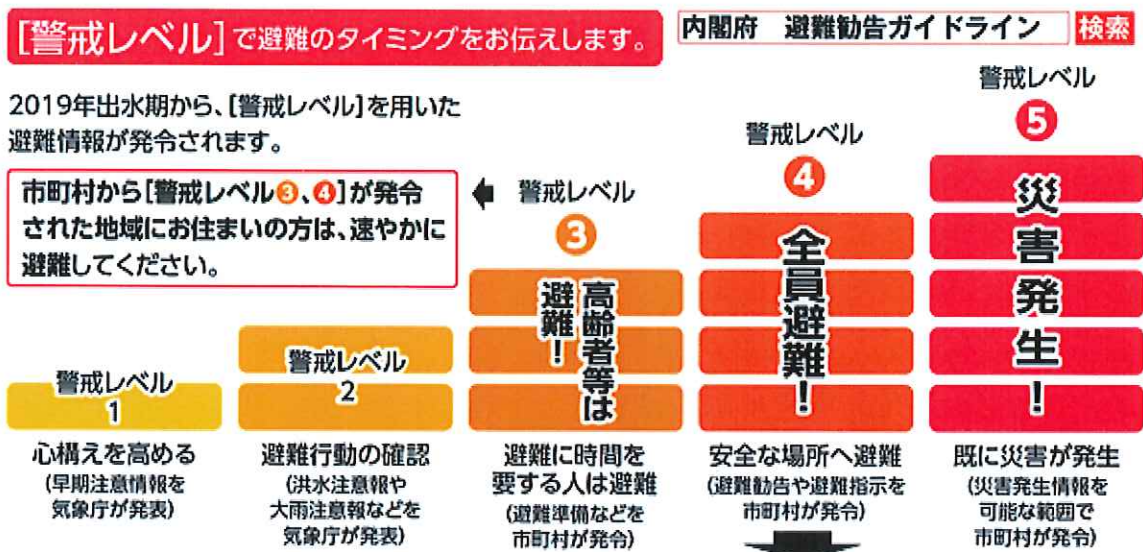 [警戒レベル]で避難のタイミングをお伝えします。
内閣府　避難勧告ガイドライン　検索
2019年出水期から、[警戒レベル]を用いた
避難情報が発令されます。
市町村から[警戒レベル❸、❹]が発令
された地域にお住まいの方は、速やかに
避難してください。
警戒レベル
1
心構えを高める
(早期注意情報を
気象庁が発表)
警戒レベル
2
避難行動の確認
(洪水注意報や
大雨注意報などを
気象庁が発表)
警戒レベル
❸
高齢者等は
避難！
避難に時間を
要する人は避難
(避難準備などを
市町村が発令)
警戒レベル
❹
全員避難！
安全な場所へ避難
(避難勧告や避難指示を
市町村が発令)
警戒レベル
❺
災害発生！
既に災害が発生
(災害発生情報を
可能な範囲で
市町村が発令)